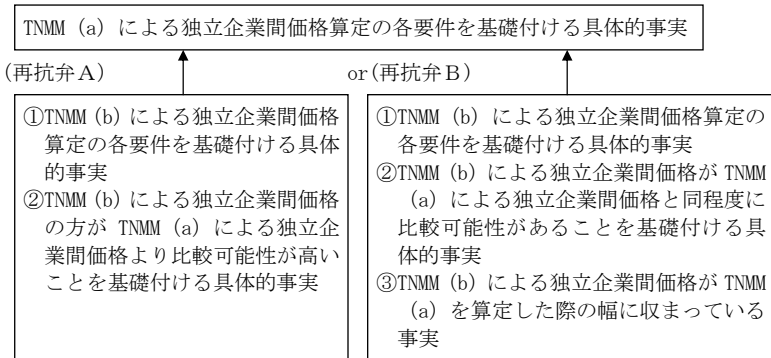 TNMM (a) による独立企業間価格算定の各要件を基礎付ける具体的事実
(再抗弁A)
or(再抗弁B)
①TNMM (b) による独立企業間価格
算定の各要件を基礎付ける具体
的事実
②TNMM (b) による独立企業間価格
の方が TNMM (a) による独立企
業間価格より比較可能性が高い
ことを基礎付ける具体的事実
①TNMM (b) による独立企業間価格算定の
各要件を基礎付ける具体的事実
②TNMM (b) による独立企業間価格が TNMM
(a) による独立企業間価格と同程度に
比較可能性があることを基礎付ける具
体的事実
③TNMM (b) による独立企業間価格が TNMM
(a) を算定した際の幅に収まっている
事実